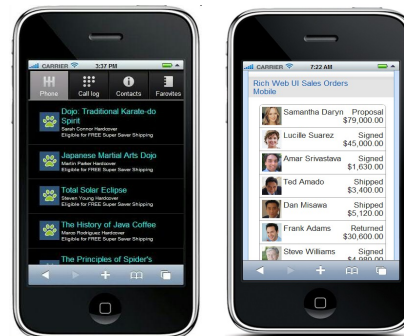 CARRIER 3:37 PM
Phone Call log Contacts Farovites
Dojo: Traditional Karate-do
Spirit
Sarah Connor Hardcover
Eligible for FREE Super Saver Shipping
Japanese Martial Arts Dojo
Martin Parker Hardcover
Eligible for FREE Super Saver Shipping
Total Solar Eclipse
Steven Young Hardcover
Eligible for FREE Super Saver Shipping
The History of Java Coffee
Marco Rodriguez Hardcover
Eligible for FREE Super Saver Shipping
The Principles of Spider's
CARRIER 7:22 AM
Rich Web UI Sales Orders
Mobile
Samantha Daryn Proposal
$79,000.00
Lucille Suarez Signed
$45,000.00
Amar Srivastava Signed
$1,630.00
Ted Amado Shipped
$3,400.00
Dan Misawa Shipped
$5,120.00
Frank Adams Returned
$30,600.00
Steve Williams Signed
$4,980.00